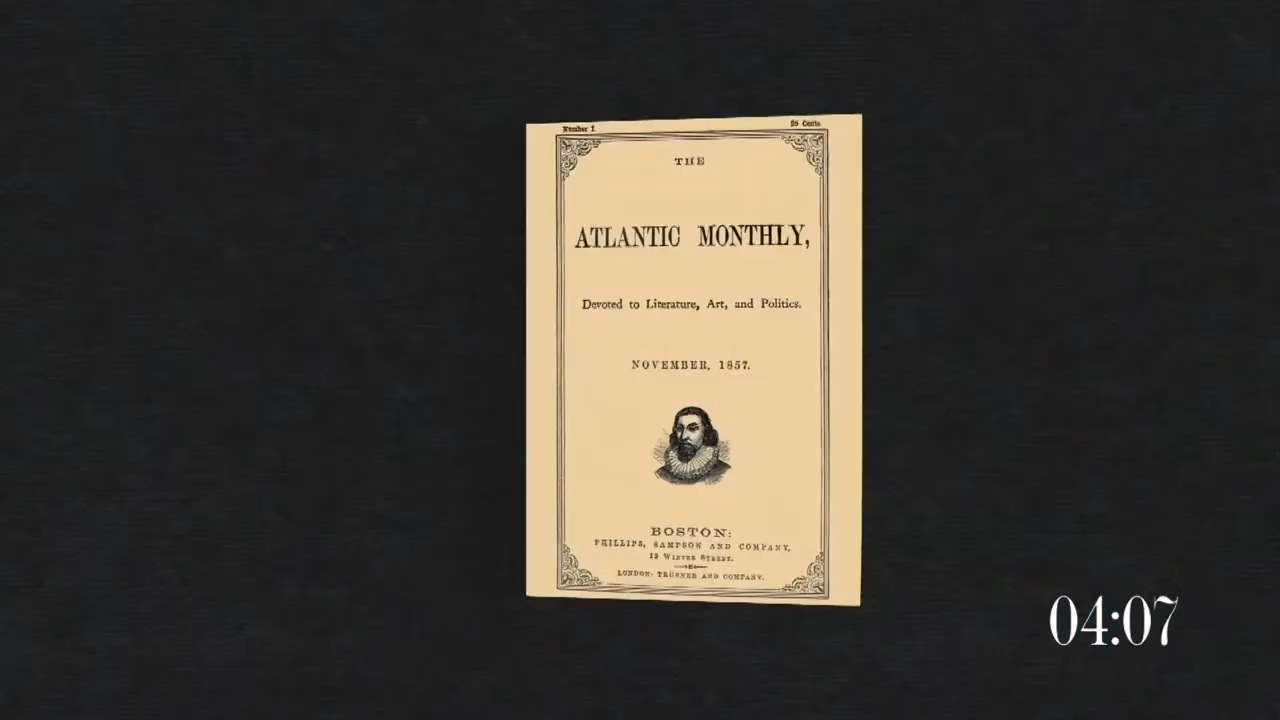 Number 1.
25 Cents.
THE
ATLANTIC MONTHLY,
Devoted to Literature, Art, and Politics.
NOVEMBER, 1857.
BOSTON:
PHILLIPS, SAMPSON AND COMPANY,
13 WINTER STREET.
LONDON: TRÜBNER AND COMPANY.
04:07